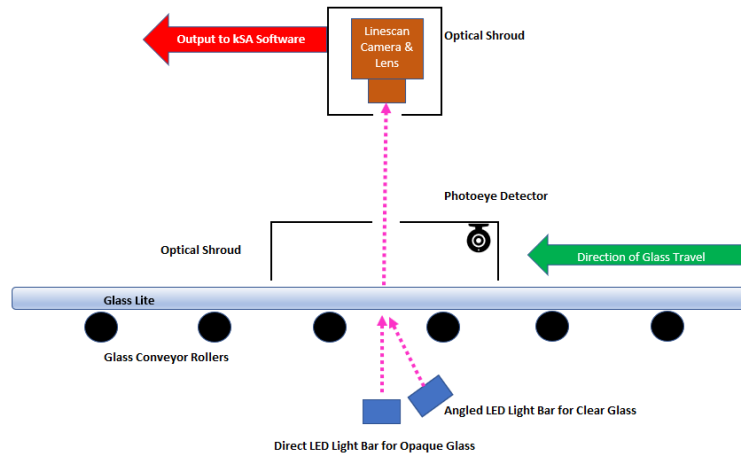 Output to kSA Software
Linescan
Camera &
Lens
Optical Shroud
Photoeye Detector
Optical Shroud
Direction of Glass Travel
Glass Lite
Glass Conveyor Rollers
Angled LED Light Bar for Clear Glass
Direct LED Light Bar for Opaque Glass